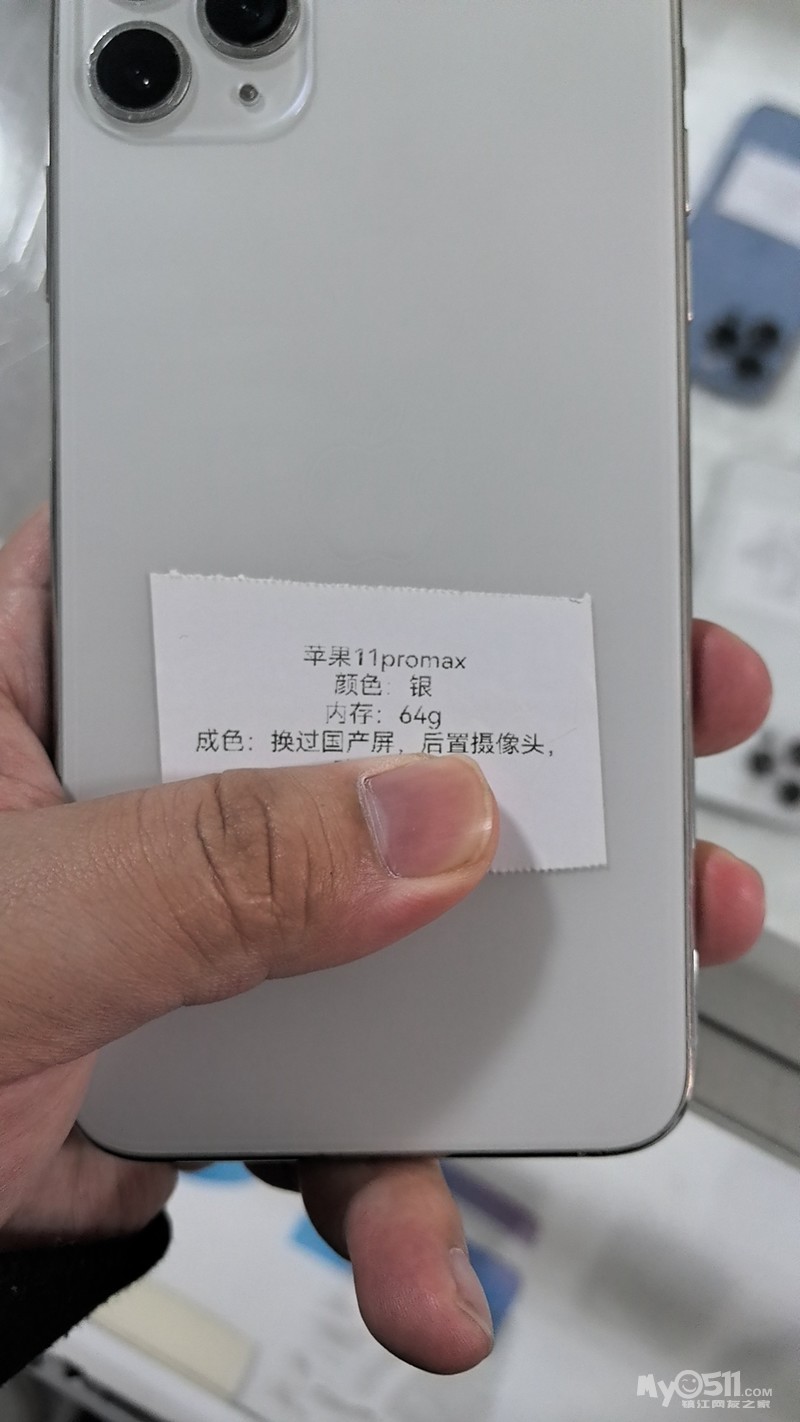 苹果11promax
颜色：银
内存：64g
成色：换过国产屏，后置摄像头，
MY0511.COM
镇江网友之家